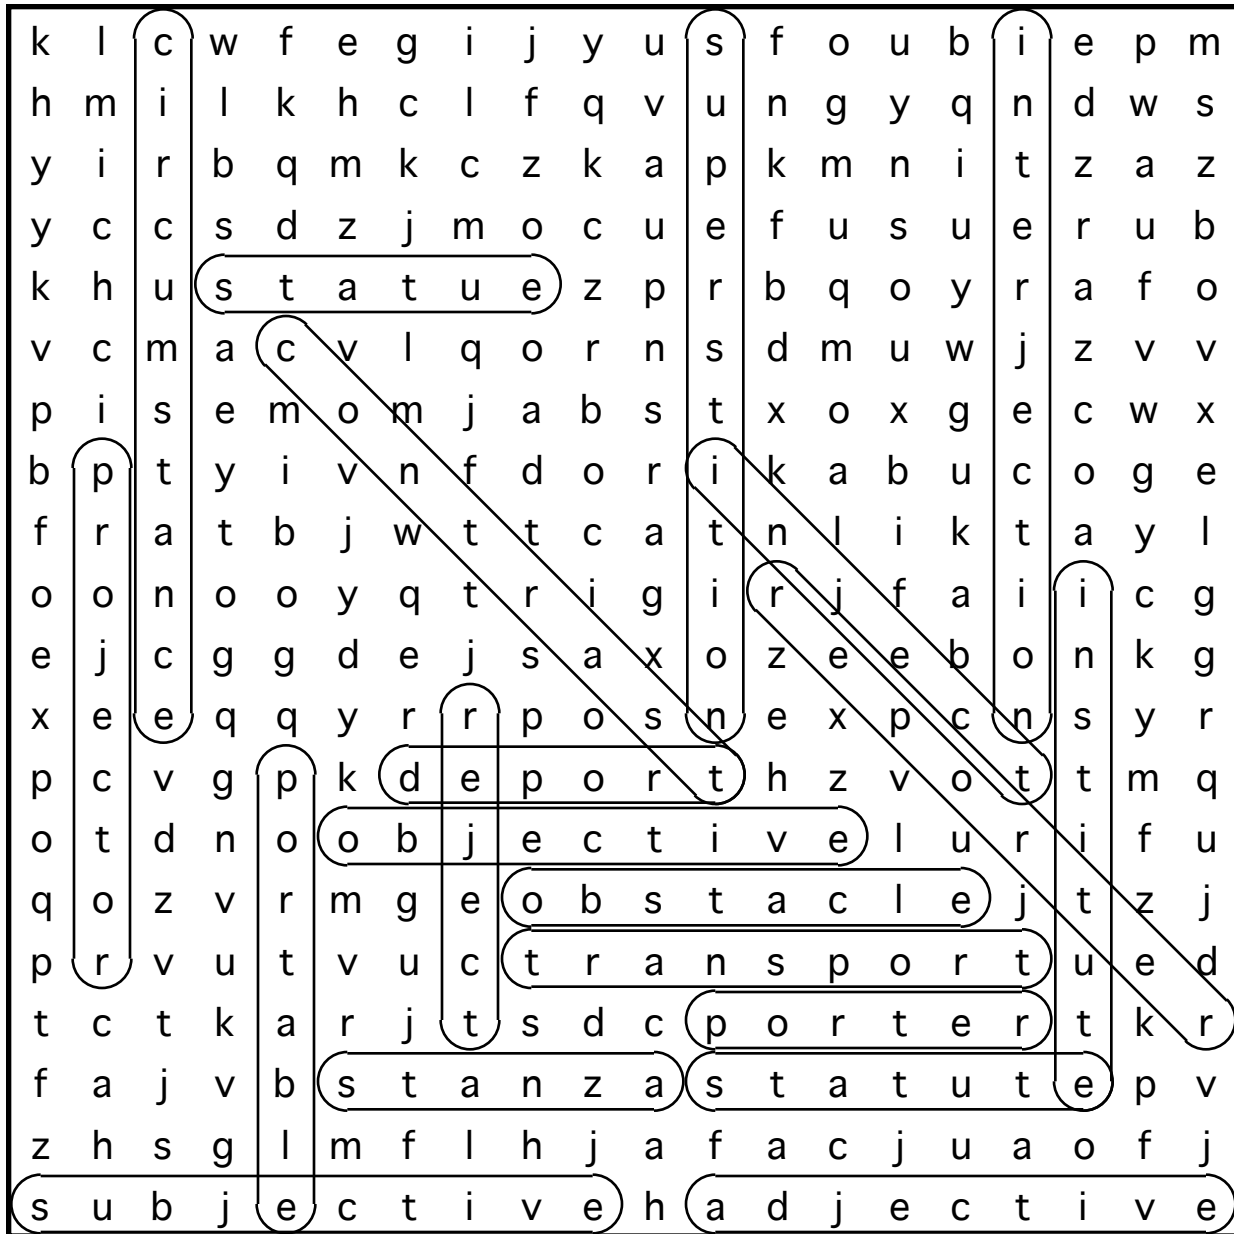 k l c w f e g i j y u s f o u b i e p m
h m i l k h c l f q v u n g y q n d w s
y i r b q m k c z k a p k m n i t z a z
y c c s d z j m o c u e f u s u e r u b
k h u s t a t u e z p r b q o y r a f o
v c m a c v l q o r n s d m u w j z v v
p i s e m o m j a b s t x o x g e c w x
b p t y i v n f d o r i k a b u c o g e
f r a t b j w t t c a t n l i k t a y l
o o n o o y q t r i g i r j f a i i c g
e j c g g d e j s a x o z e e b o n k g
x e e q q y r r p o s n e x p c n s y r
p c v g p k d e p o r t h z v o t t m q
o t d n o o b j e c t i v e l u r i f u
q o z v r m g e o b s t a c l e j t z j
p r v u t v u c t r a n s p o r t u e d
t c t k a r j t s d c p o r t e r t k r
f a j v b s t a n z a s t a t u t e p v
z h s g l m f l h j a f a c j u a o f j
s u b j e c t i v e h a d j e c t i v e